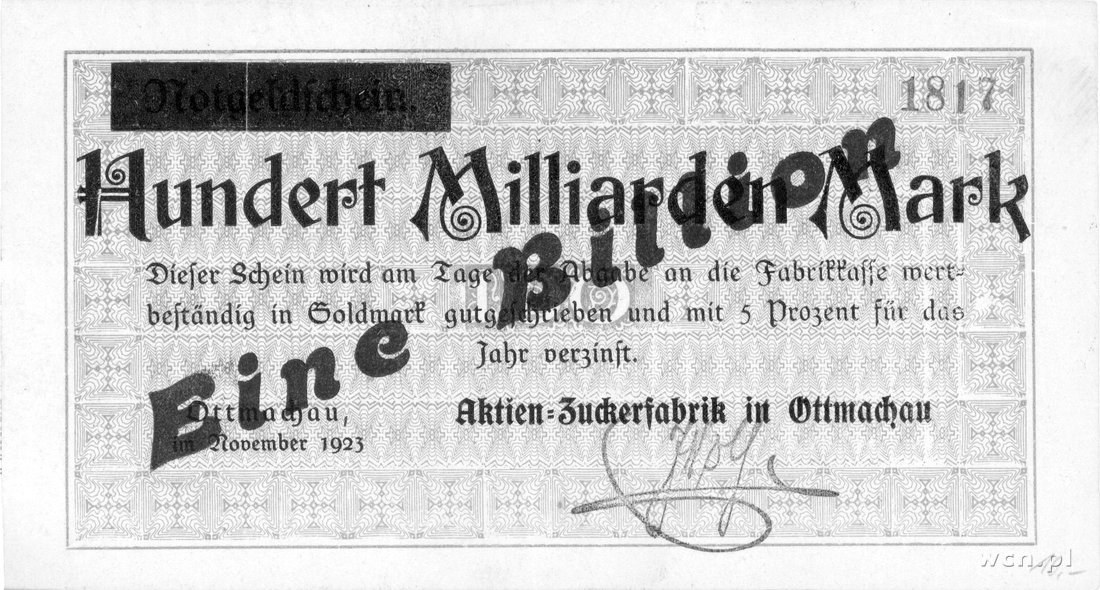 Notgeldschein.
1817
Hundert Milliarden Mark
Eine Billion
Dieser Schein wird am Tage der Abgabe an die Fabrikkasse wert=
beständig in Goldmark gutgeschrieben und mit 5 Prozent für das
Jahr verzinst.
Ottmachau,
im November 1923
Aktien=Zuckerfabrik in Ottmachau
wcn.pl